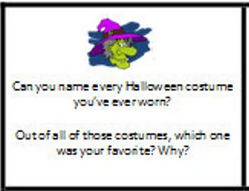 Can you name every Halloween costume
you've ever worn?
Out of all of those costumes, which one
was your favorite? Why?